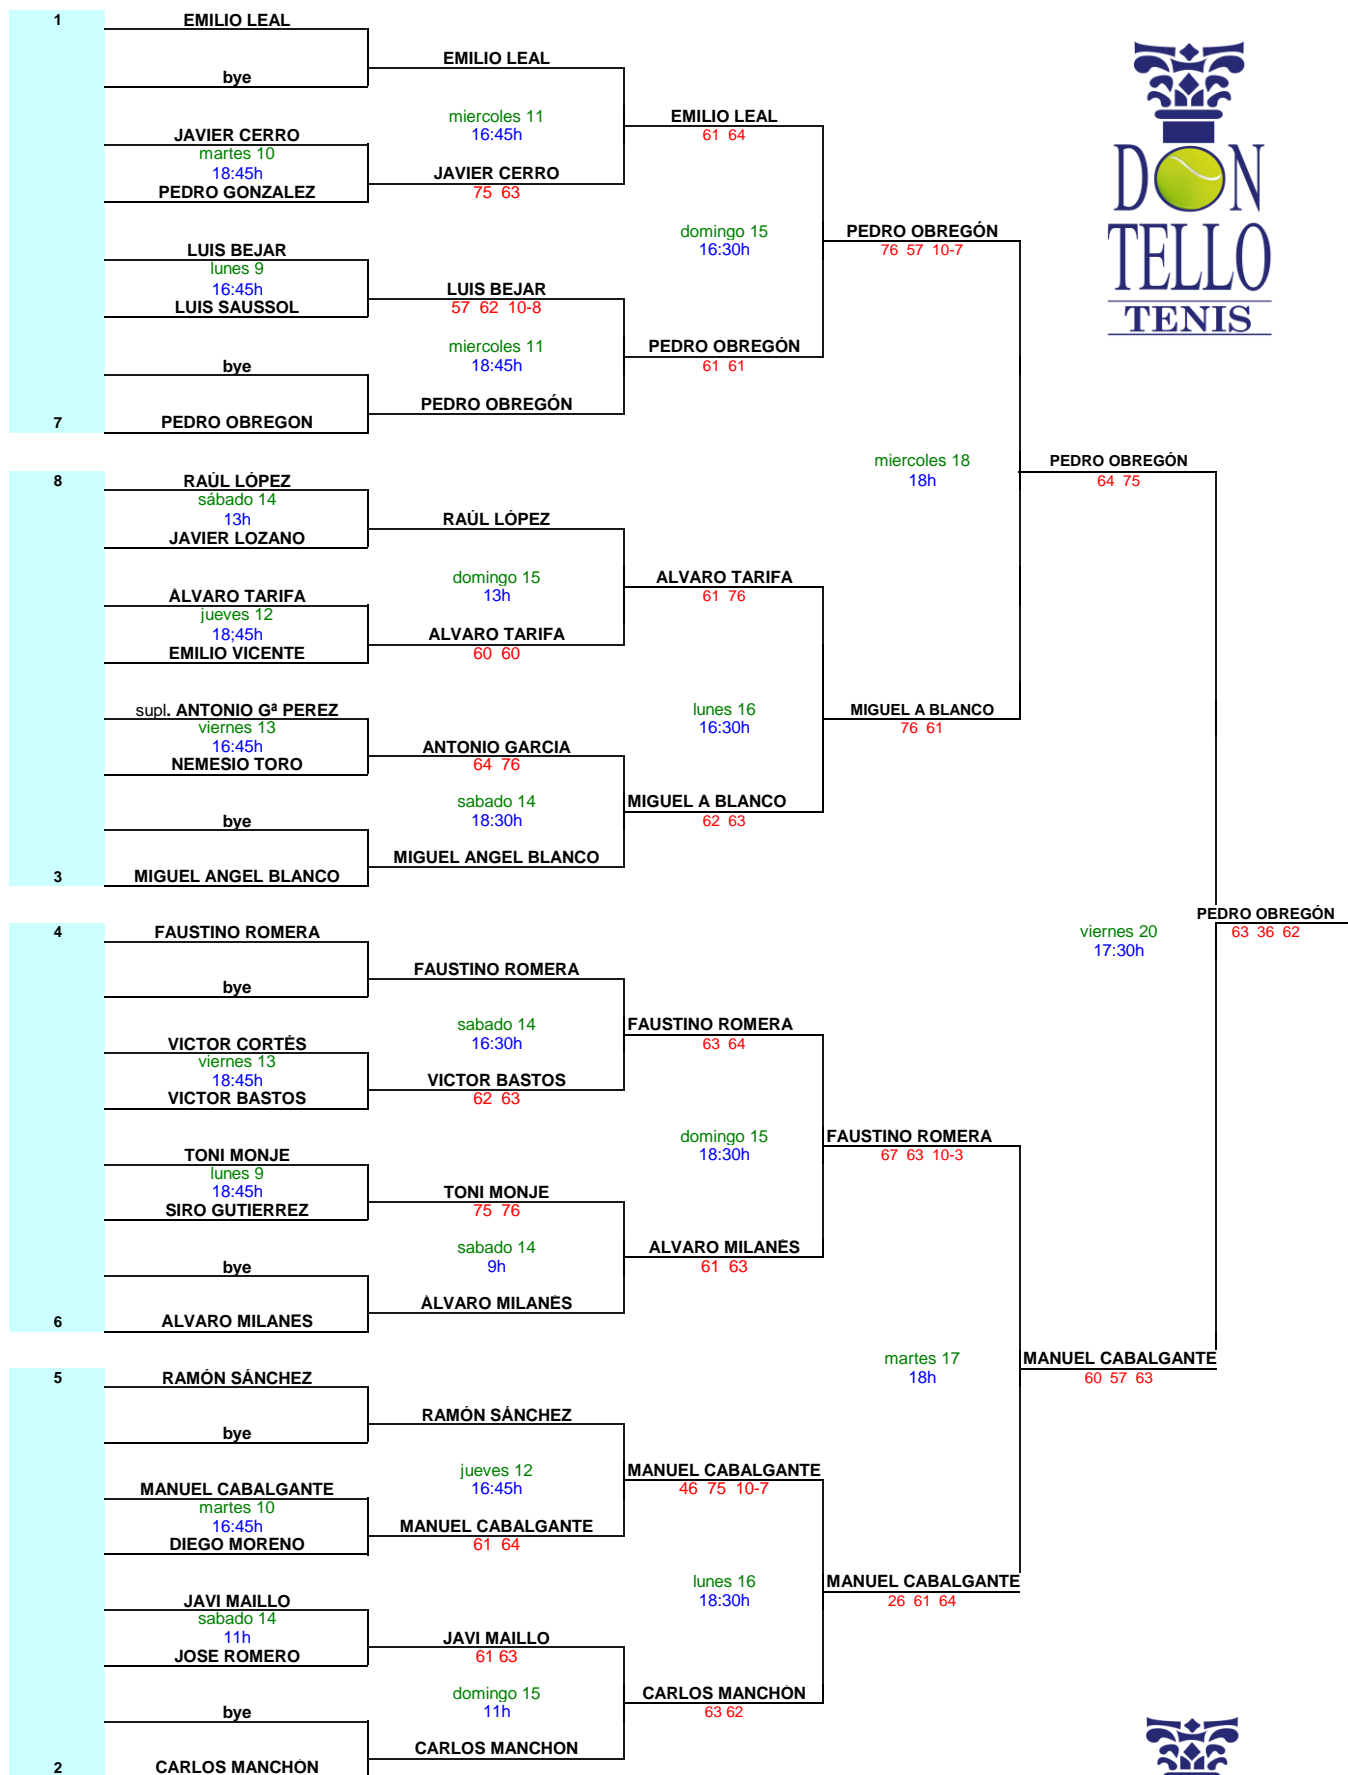 1
EMILIO LEAL
bye
EMILIO LEAL
JAVIER CERRO
martes 10
18:45h
PEDRO GONZALEZ
miercoles 11
16:45h
JAVIER CERRO
75 63
EMILIO LEAL
61 64
LUIS BEJAR
lunes 9
16:45h
LUIS SAUSSOL
LUIS BEJAR
57 62 10-8
bye
7
PEDRO OBREGON
miercoles 11
18:45h
PEDRO OBREGÓN
PEDRO OBREGÓN
61 61
domingo 15
16:30h
PEDRO OBREGÓN
76 57 10-7
DON
TELLO
TENIS
8
RAÚL LÓPEZ
sábado 14
13h
JAVIER LOZANO
RAÚL LÓPEZ
ÁLVARO TARIFA
jueves 12
18;45h
EMILIO VICENTE
domingo 15
13h
ALVARO TARIFA
60 60
ALVARO TARIFA
61 76
supl. ANTONIO Gª PEREZ
viernes 13
16:45h
NEMESIO TORO
ANTONIO GARCIA
64 76
bye
3
MIGUEL ANGEL BLANCO
sabado 14
18:30h
MIGUEL ANGEL BLANCO
MIGUEL A BLANCO
62 63
lunes 16
16:30h
MIGUEL A BLANCO
76 61
miercoles 18
18h
PEDRO OBREGÓN
64 75
4
FAUSTINO ROMERA
bye
FAUSTINO ROMERA
VICTOR CORTÉS
viernes 13
18:45h
VICTOR BASTOS
sabado 14
16:30h
VICTOR BASTOS
62 63
FAUSTINO ROMERA
63 64
TONI MONJE
lunes 9
18:45h
SIRO GUTIERREZ
TONI MONJE
75 76
bye
6
ALVARO MILANES
sabado 14
9h
ÁLVARO MILANÉS
ALVARO MILANÉS
61 63
domingo 15
18:30h
FAUSTINO ROMERA
67 63 10-3
5
RAMÓN SÁNCHEZ
bye
RAMÓN SÁNCHEZ
MANUEL CABALGANTE
martes 10
16:45h
DIEGO MORENO
jueves 12
16:45h
MANUEL CABALGANTE
61 64
MANUEL CABALGANTE
46 75 10-7
JAVI MAILLO
sabado 14
11h
JOSE ROMERO
JAVI MAILLO
61 63
bye
2
CARLOS MANCHÓN
domingo 15
11h
CARLOS MANCHON
CARLOS MANCHÓN
63 62
lunes 16
18:30h
MANUEL CABALGANTE
26 61 64
martes 17
18h
MANUEL CABALGANTE
60 57 63
viernes 20
17:30h
PEDRO OBREGÓN
63 36 62